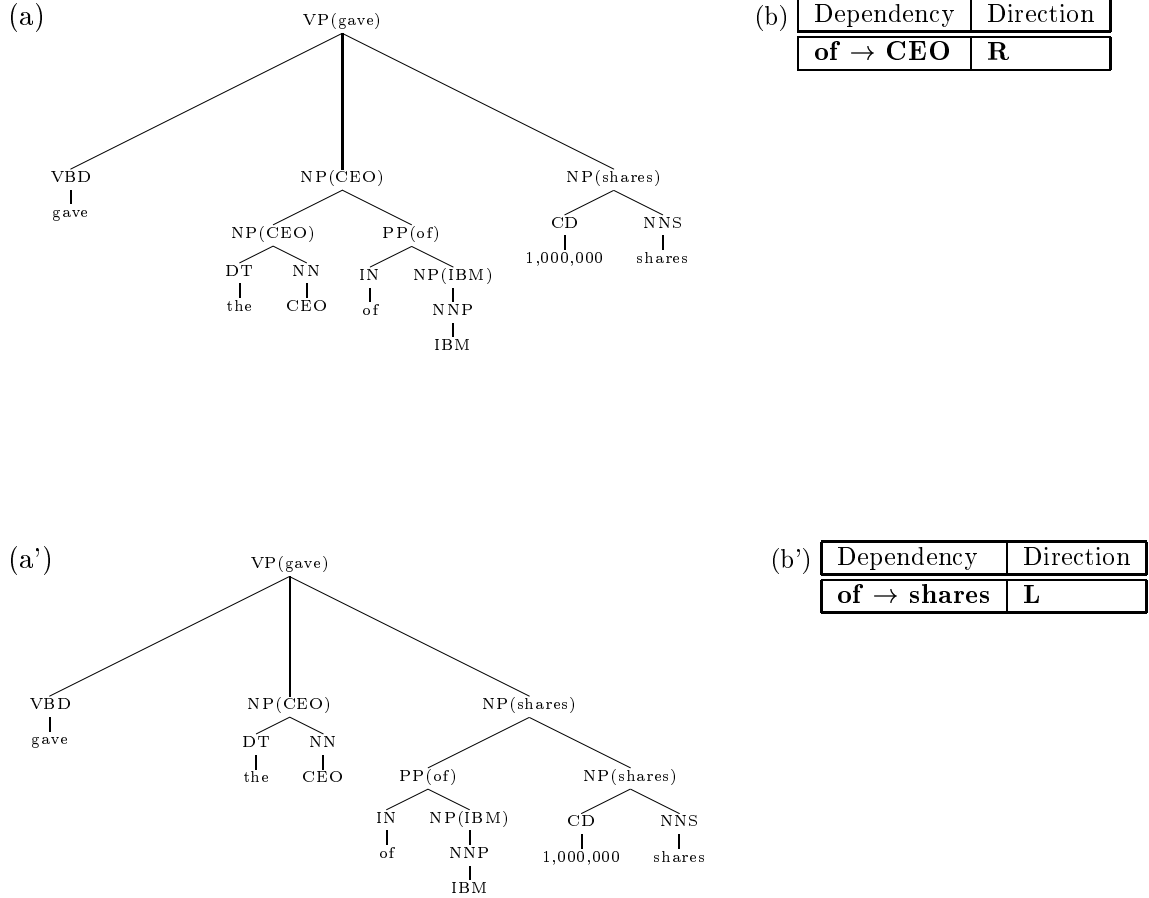 (a)
VP(gave)
(b)
Dependency Direction
of → CEO R
VBD NP(CEO) NP(shares)
gave
NP(CEO) PP(of) CD NNS
1,000,000 shares
DT NN IN NP(IBM)
the CEO of NNP
IBM
(a')
VP(gave)
(b')
Dependency Direction
of → shares L
VBD NP(CEO) NP(shares)
gave DT NN
the CEO PP(of) NP(shares)
IN NP(IBM) CD NNS
of NNP 1,000,000 shares
IBM